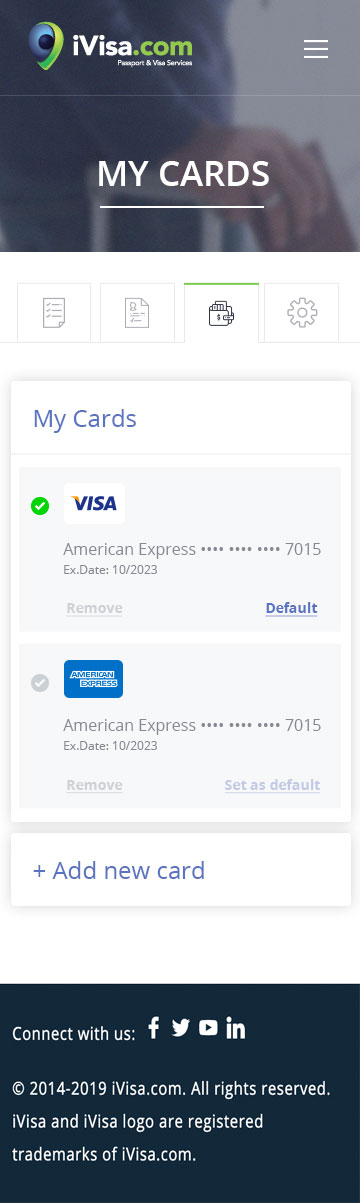 iVisa.com
Passport & Visa Services
MY CARDS
My Cards
VISA
American Express •••• •••• •••• 7015
Ex.Date: 10/2023
Remove Default
AMERICAN
EXPRESS
American Express •••• •••• •••• 7015
Ex.Date: 10/2023
Remove Set as default
+ Add new card
Connect with us:
© 2014-2019 iVisa.com. All rights reserved.
iVisa and iVisa logo are registered
trademarks of iVisa.com.